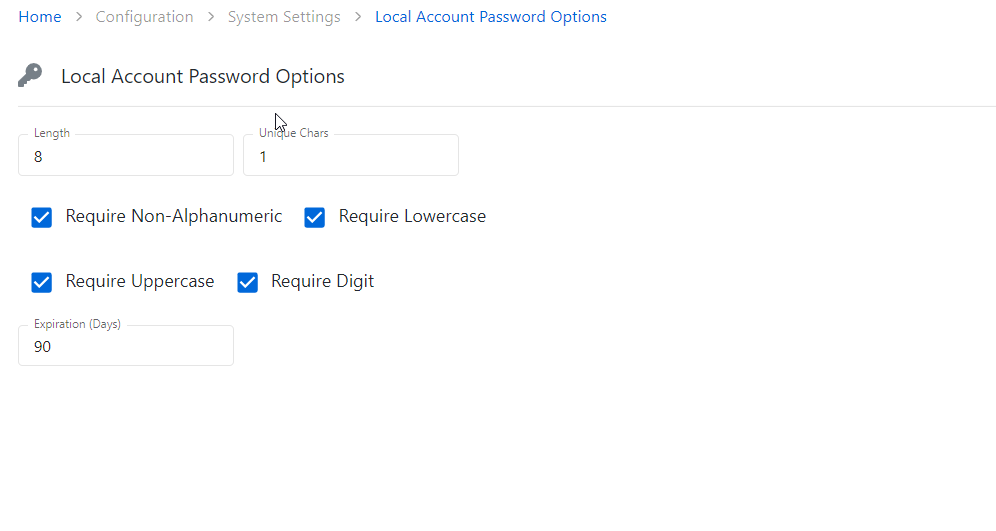 Home > Configuration > System Settings > Local Account Password Options
Local Account Password Options
Length Unique Chars
8 1
Require Non-Alphanumeric Require Lowercase
Require Uppercase Require Digit
Expiration (Days)
90